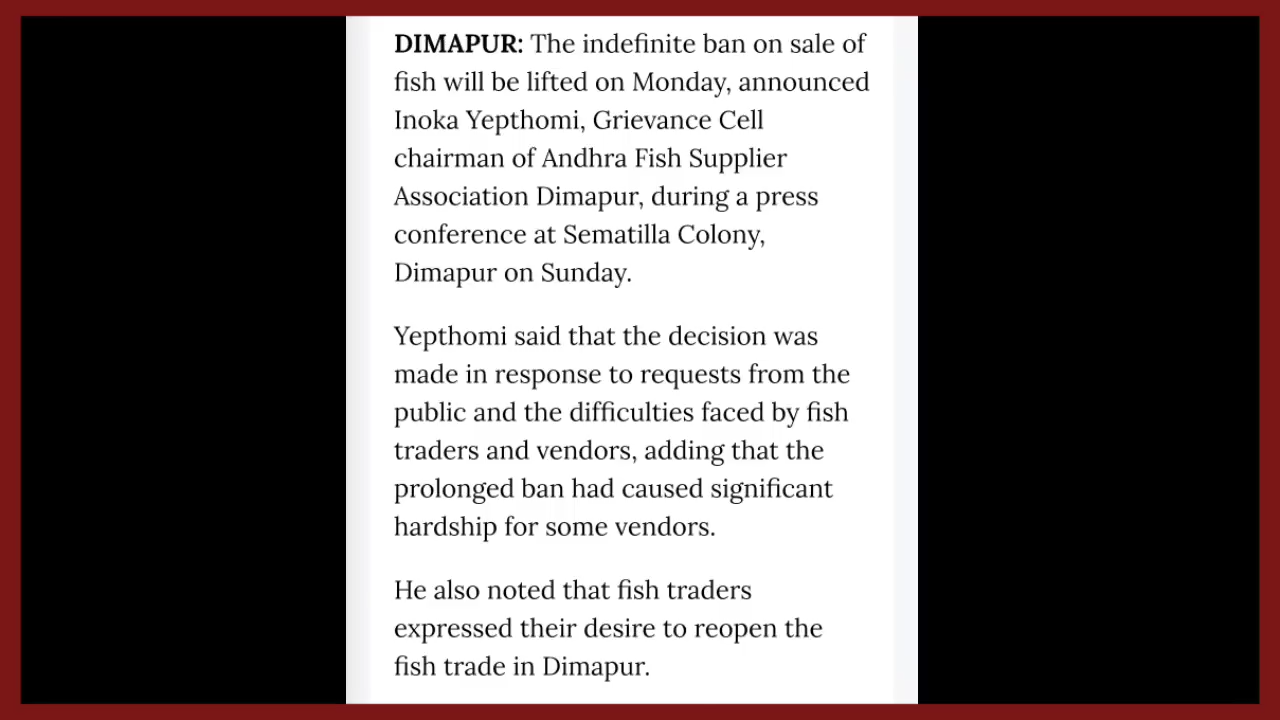 DIMAPUR: The indefinite ban on sale of
fish will be lifted on Monday, announced
Inoka Yepthomi, Grievance Cell
chairman of Andhra Fish Supplier
Association Dimapur, during a press
conference at Sematilla Colony,
Dimapur on Sunday.
Yepthomi said that the decision was
made in response to requests from the
public and the difficulties faced by fish
traders and vendors, adding that the
prolonged ban had caused significant
hardship for some vendors.
He also noted that fish traders
expressed their desire to reopen the
fish trade in Dimapur.